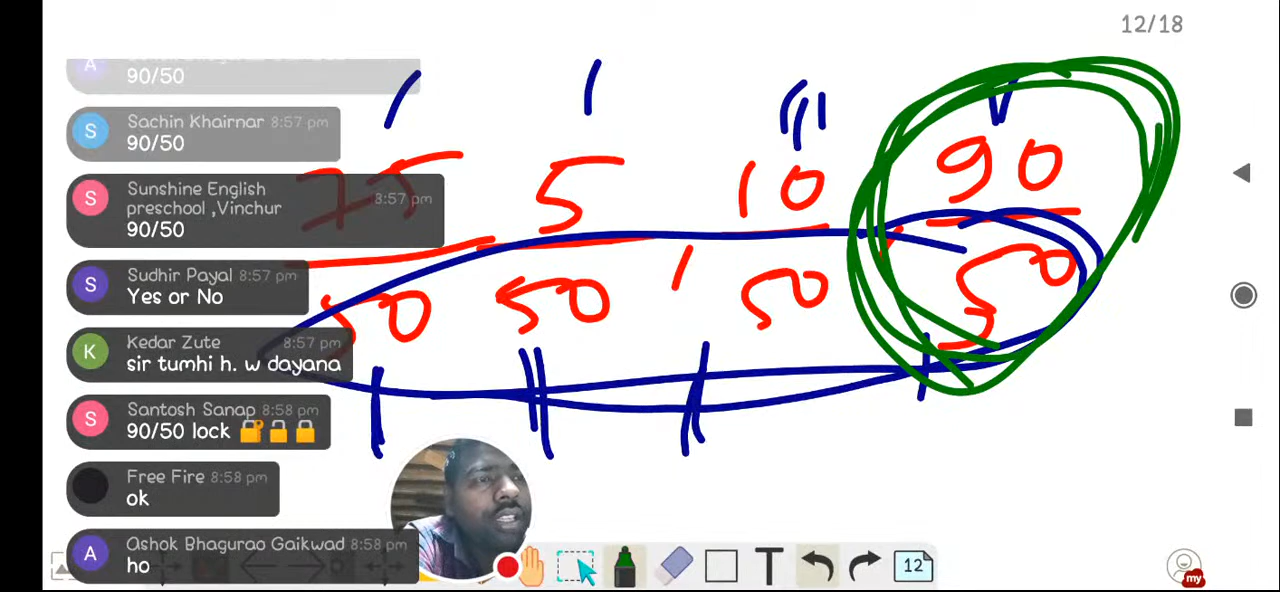 12/18
90/50
Sachin Khairnar 8:57 pm
90/50
Sunshine English
preschool ,Vinchur 8:57 pm
90/50
Sudhir Payal 8:57 pm
Yes or No
Kedar Zute 8:57 pm
sir tumhi h. w dayana
Santosh Sanap 8:58 pm
90/50 lock 🔐 🔓 🔒
Free Fire 8:58 pm
ok
Ashok Bhagurao Gaikwad 8:58 pm
ho
A
S
S
S
K
S
A
75 5 10 90
50 50 50 50
T
12
my